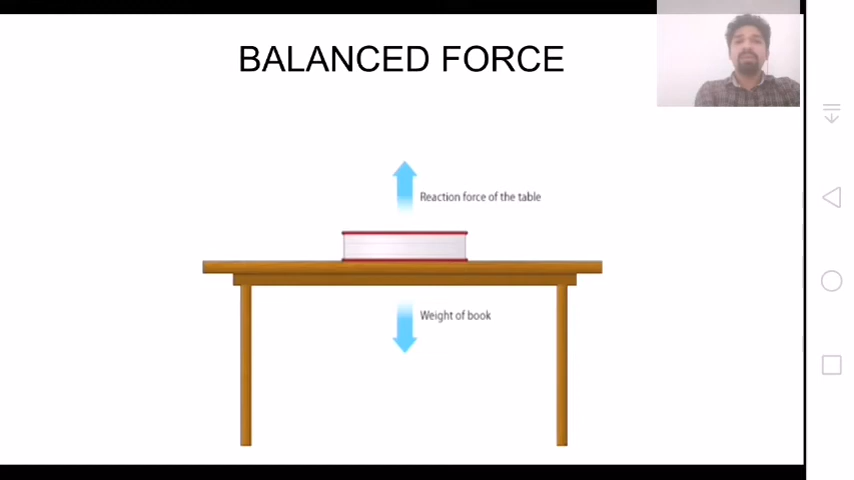 BALANCED FORCE
Reaction force of the table
Weight of book